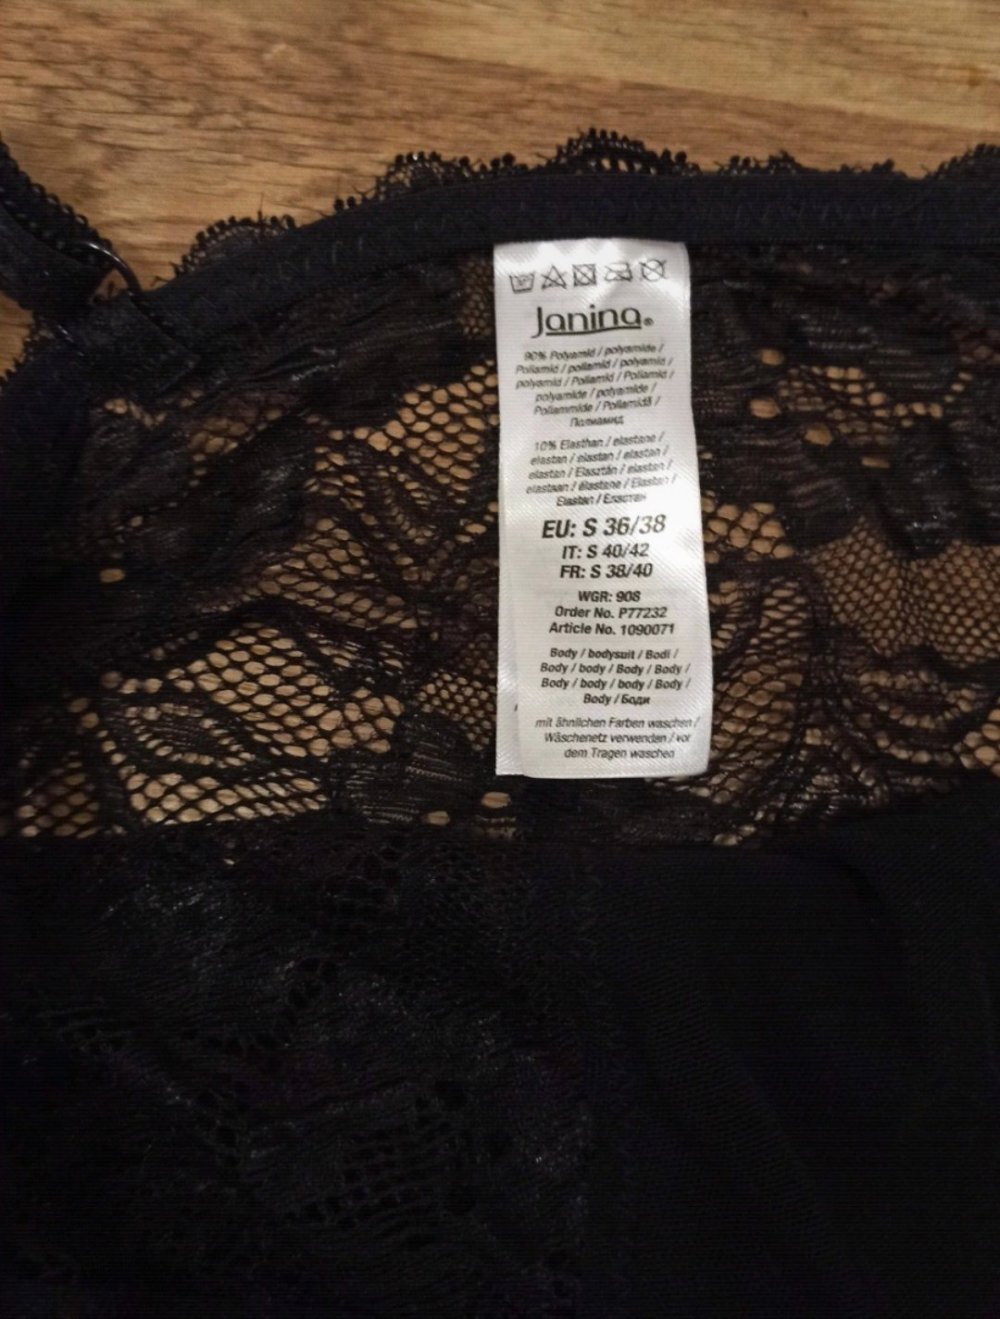 Janina®
90% Polyamid / polyamide /
Poliamid / poliamid / polyamid /
polyamid / Poliamid / Poliamid /
polyamide / polyamide /
Poliammide / Poliamidă /
Полиамид
10% Elasthan / elastane /
elastan / elastan / elastan /
elastan / Elasztán / elastan /
elastaan / élastane / Elastan /
Elastan / Еластан
EU: S 36/38
IT: S 40/42
FR: S 38/40
WGR: 908
Order No. P77232
Article No. 1090071
Body / bodysuit / Bodi /
Body / body / Body / Body /
Body / body / body / Body /
Body / Боди
mit ähnlichen Farben waschen /
Wäschenetz verwenden / vor
dem Tragen waschen